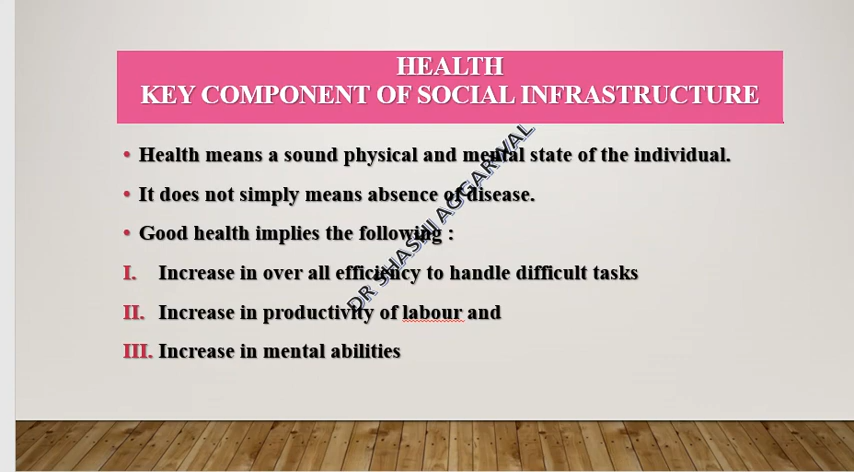 HEALTH
KEY COMPONENT OF SOCIAL INFRASTRUCTURE
• Health means a sound physical and mental state of the individual.
• It does not simply means absence of disease.
• Good health implies the following :
I. Increase in over all efficiency to handle difficult tasks
II. Increase in productivity of labour and
III. Increase in mental abilities
DR SHASHI AGGARWAL